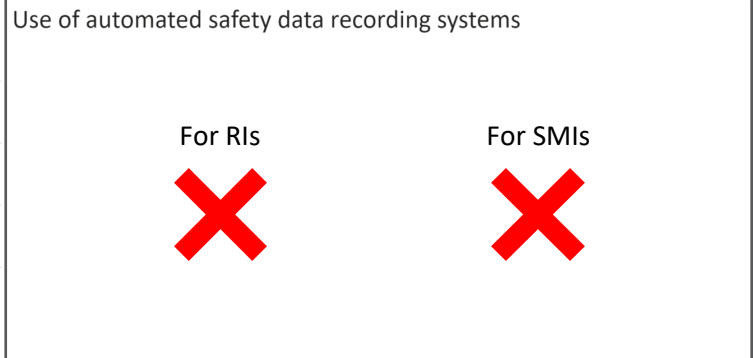 Use of automated safety data recording systems
For RIs
For SMIs